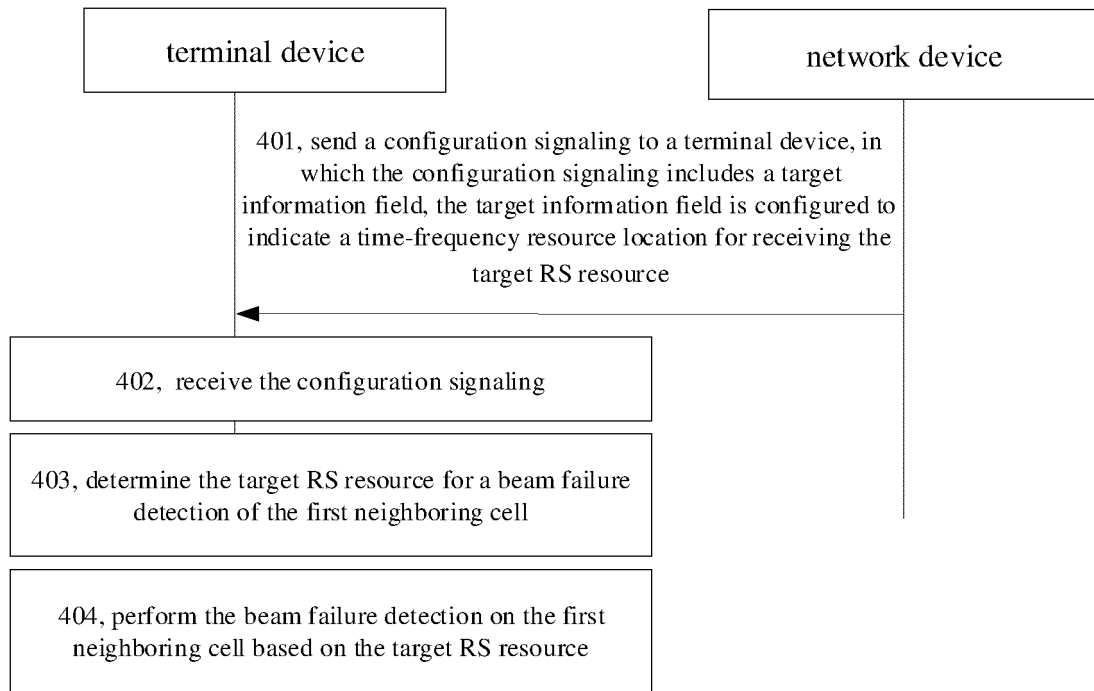 terminal device
network device
401, send a configuration signaling to a terminal device, in
which the configuration signaling includes a target
information field, the target information field is configured to
indicate a time-frequency resource location for receiving the
target RS resource
402, receive the configuration signaling
403, determine the target RS resource for a beam failure
detection of the first neighboring cell
404, perform the beam failure detection on the first
neighboring cell based on the target RS resource